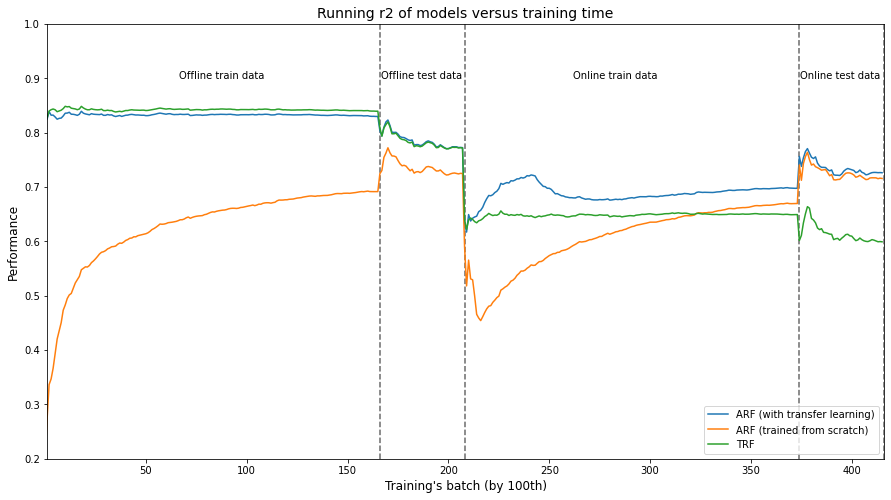 Running r2 of models versus training time
1.0
0.9
0.8
0.7
0.6
0.5
0.4
0.3
0.2
Performance
Offline train data
Offline test data
Online train data
Online test data
ARF (with transfer learning)
ARF (trained from scratch)
TRF
50
100
150
200
250
300
350
400
Training's batch (by 100th)